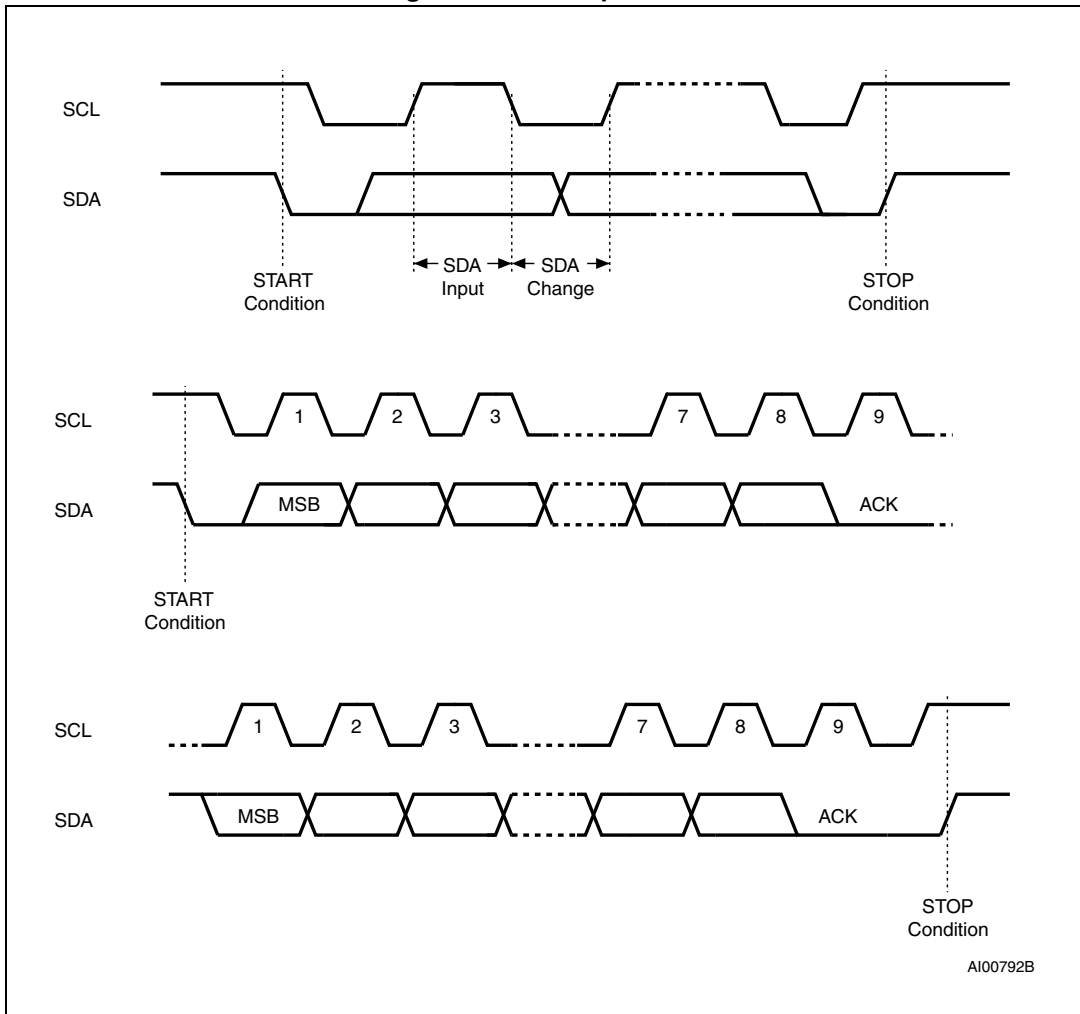 SCL
SDA
SDA Input
SDA Change
START Condition
STOP Condition
SCL
1 2 3 7 8 9
SDA
MSB ACK
START Condition
SCL
1 2 3 7 8 9
SDA
MSB ACK
STOP Condition
AI00792B